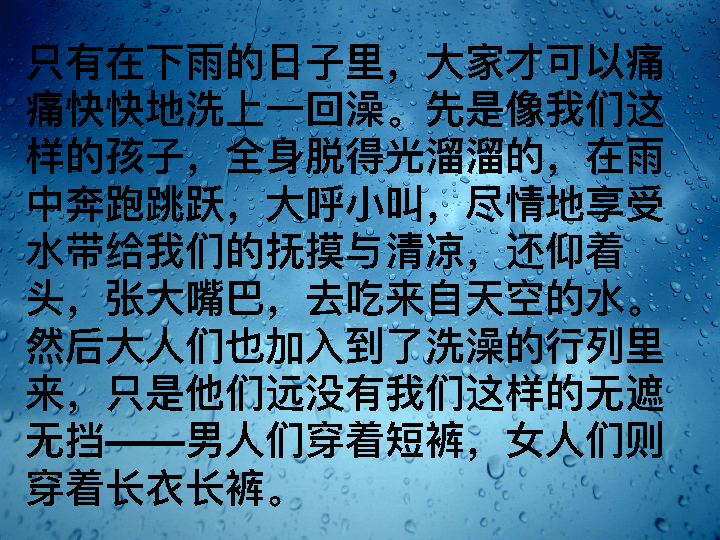 只有在下雨的日子里，大家才可以痛
痛快快地洗上一回澡。先是像我们这
样的孩子，全身脱得光溜溜的，在雨
中奔跑跳跃，大呼小叫，尽情地享受
水带给我们的抚摸与清凉，还仰着
头，张大嘴巴，去吃来自天空的水。
然后大人们也加入到了洗澡的行列里
来，只是他们远没有我们这样的无遮
无挡——男人们穿着短裤，女人们则
穿着长衣长裤。